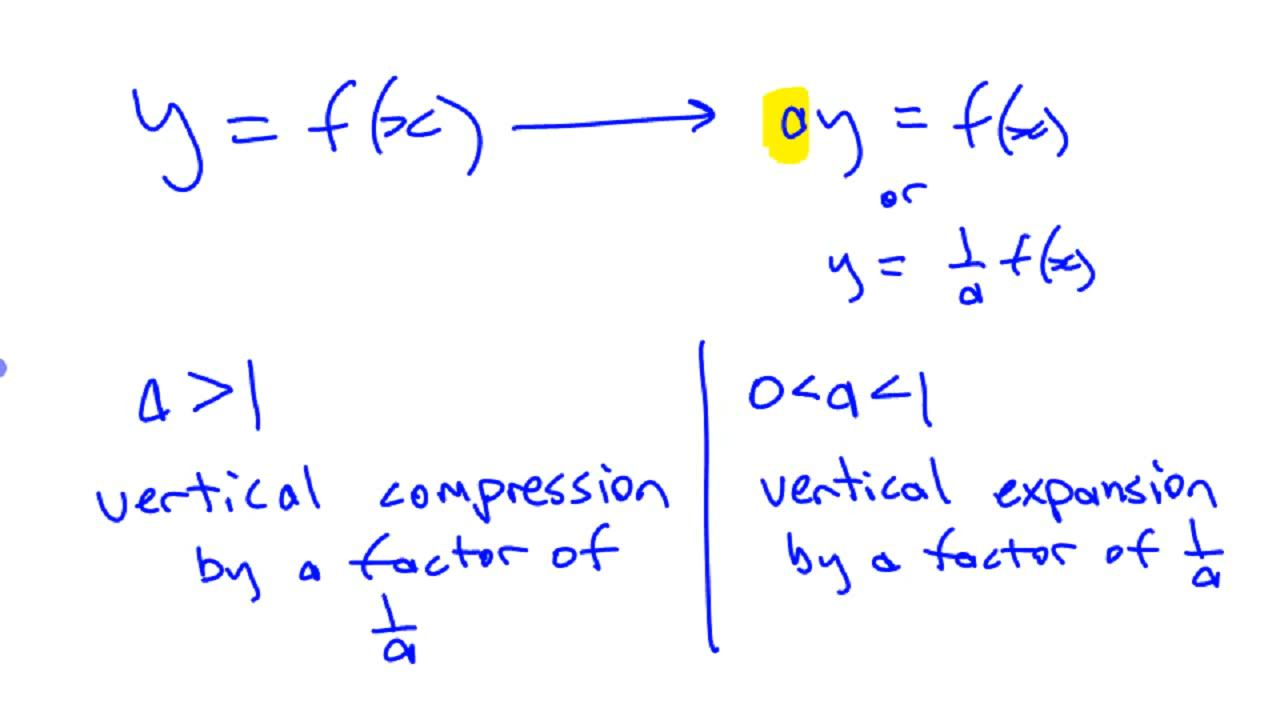 y = f(x) → ay = f(x)
or
y = 1/a f(x)
a > 1
vertical compression
by a factor of
1/a
0 < a < 1
vertical expansion
by a factor of 1/a